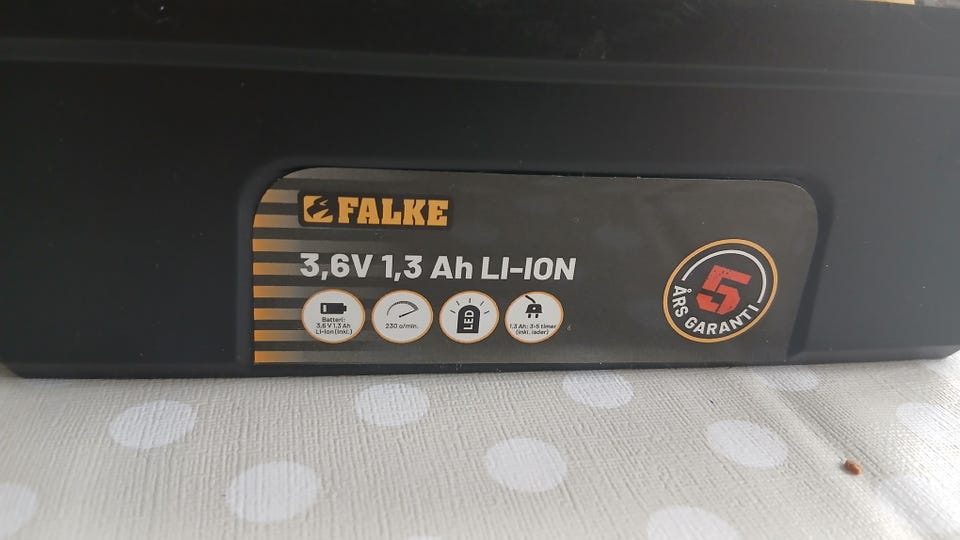 FALKE
3,6V 1,3 Ah LI-ION
Batteri:
3,6 V 1.3 Ah
Li-Ion (inkl.)
230 o/min.
LED
1,3 Ah: 3-5 timer
(inkl. lader)
5
ÅRS GARANTI